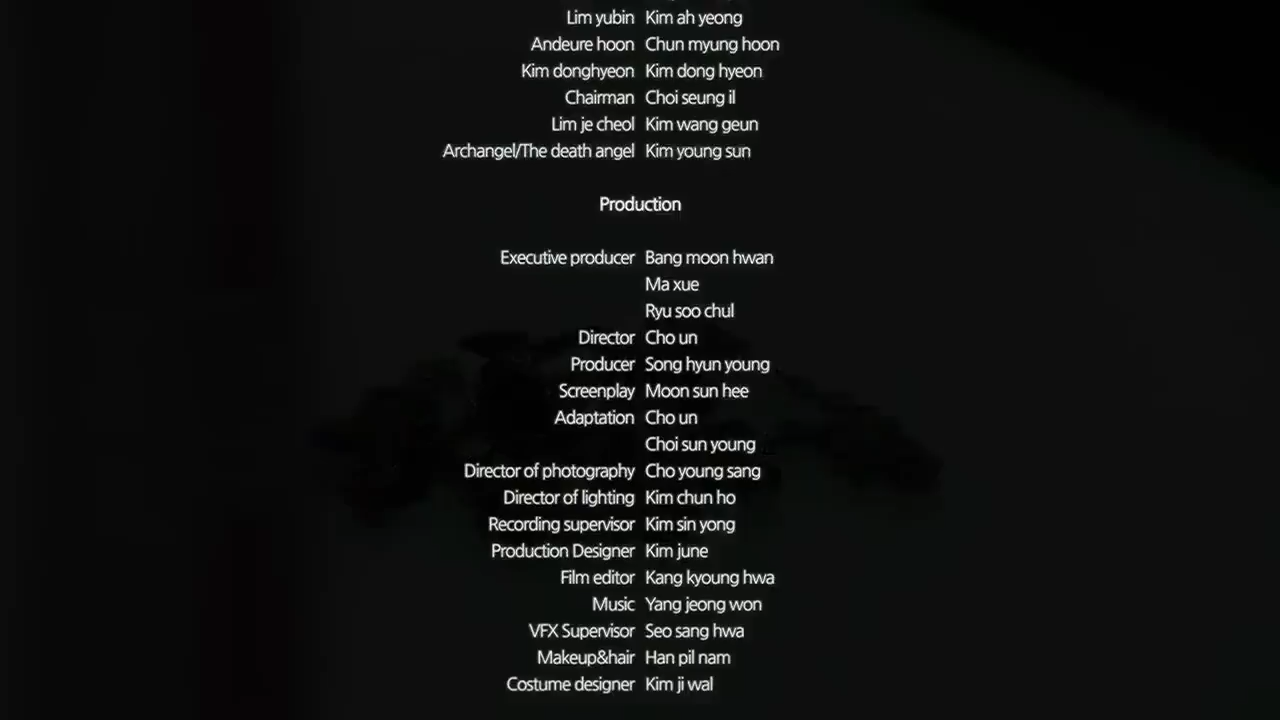 Lim yubin Kim ah yeong
Andeure hoon Chun myung hoon
Kim donghyeon Kim dong hyeon
Chairman Choi seung il
Lim je cheol Kim wang geun
Archangel/The death angel Kim young sun
Production
Executive producer Bang moon hwan
Ma xue
Ryu soo chul
Director Cho un
Producer Song hyun young
Screenplay Moon sun hee
Adaptation Cho un
Choi sun young
Director of photography Cho young sang
Director of lighting Kim chun ho
Recording supervisor Kim sin yong
Production Designer Kim june
Film editor Kang kyoung hwa
Music Yang jeong won
VFX Supervisor Seo sang hwa
Makeup&hair Han pil nam
Costume designer Kim ji wal